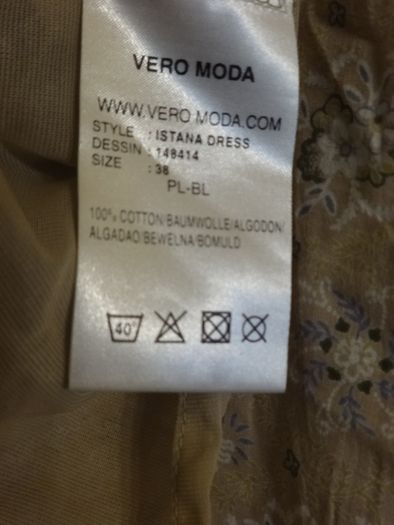 VERO MODA
WWW.VERO MODA.COM
STYLE : ISTANA DRESS
DESSIN : 148414
SIZE : 38
PL-BL
100% COTTON/BAUMWOLLE/ALGODON/
ALGADAO/BEWELNA/BOMULD
40°